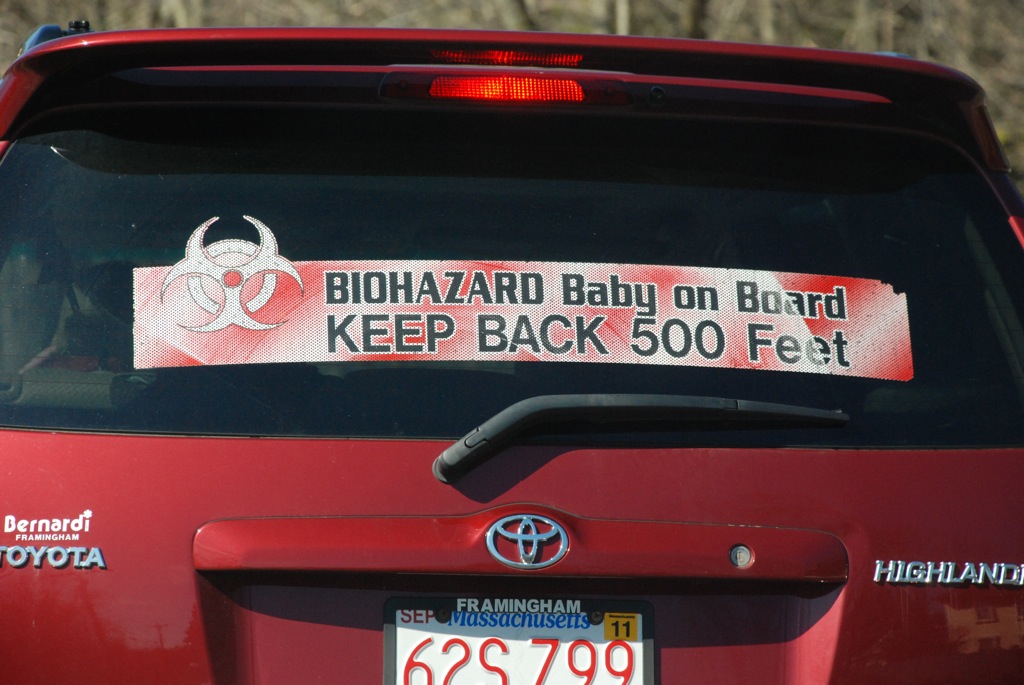 BIOHAZARD Baby on Board
KEEP BACK 500 Feet
Bernardi
FRAMINGHAM
TOYOTA
HIGHLAND
FRAMINGHAM
SEP Massachusetts 11
62S 799